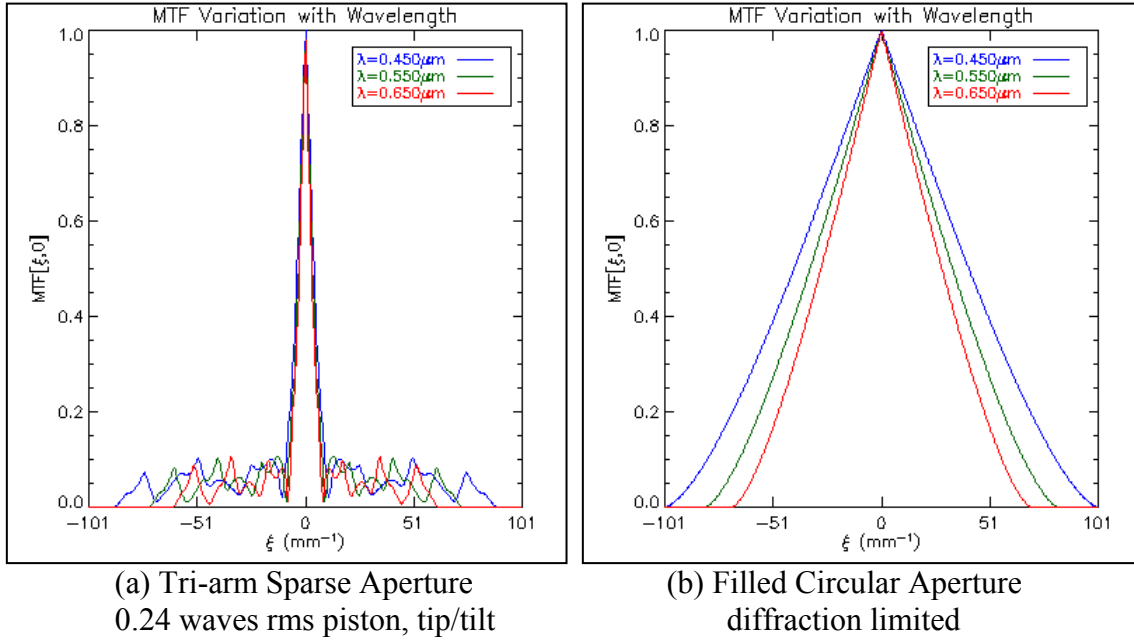 MTF Variation with Wavelength
λ=0.450μm
λ=0.550μm
λ=0.650μm
1.0
0.8
0.6
0.4
0.2
0.0
MTF[ξ,0]
−101
−51
0
51
101
ξ (mm⁻¹)
(a) Tri-arm Sparse Aperture
0.24 waves rms piston, tip/tilt
MTF Variation with Wavelength
λ=0.450μm
λ=0.550μm
λ=0.650μm
1.0
0.8
0.6
0.4
0.2
0.0
MTF[ξ,0]
−101
−51
0
51
101
ξ (mm⁻¹)
(b) Filled Circular Aperture
diffraction limited